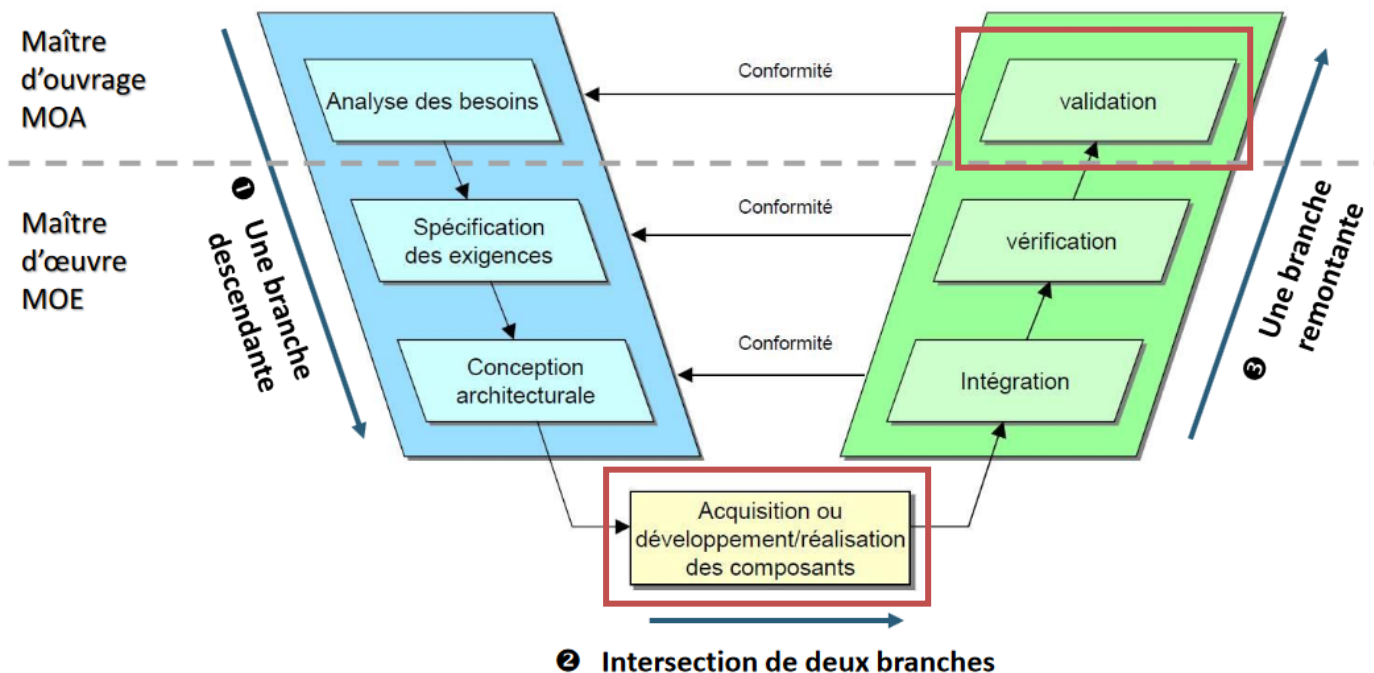 Maître
d'ouvrage
MOA
Analyse des besoins
Conformité
validation
Maître
d'œuvre
MOE
❶ Une branche
descendante
Spécification
des exigences
Conformité
vérification
❸ Une branche
remontante
Conception
architecturale
Conformité
Intégration
Acquisition ou
développement/réalisation
des composants
❷ Intersection de deux branches